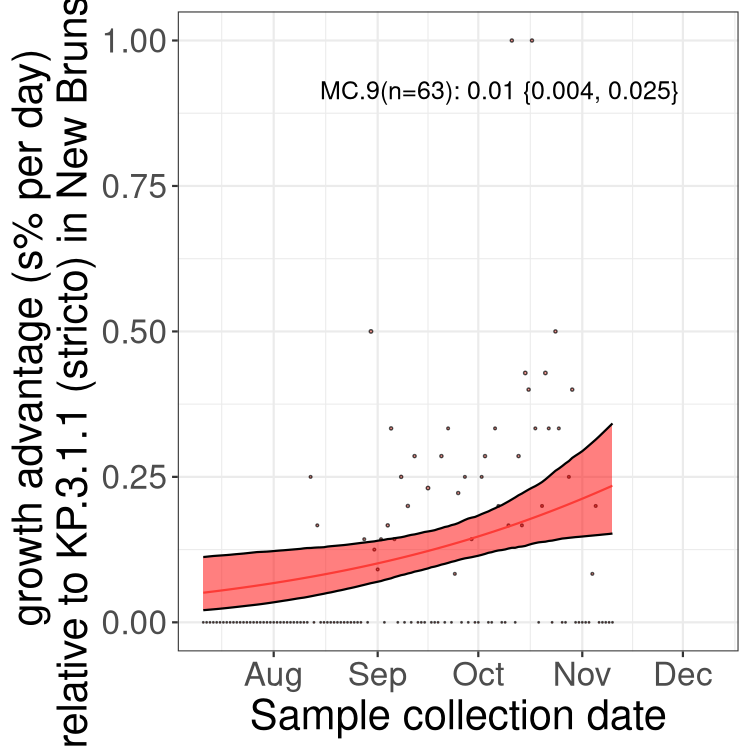 growth advantage (s% per day)
relative to KP.3.1.1 (stricto) in New Bruns
1.00
0.75
0.50
0.25
0.00
MC.9(n=63): 0.01 {0.004, 0.025}
Aug Sep Oct Nov Dec
Sample collection date